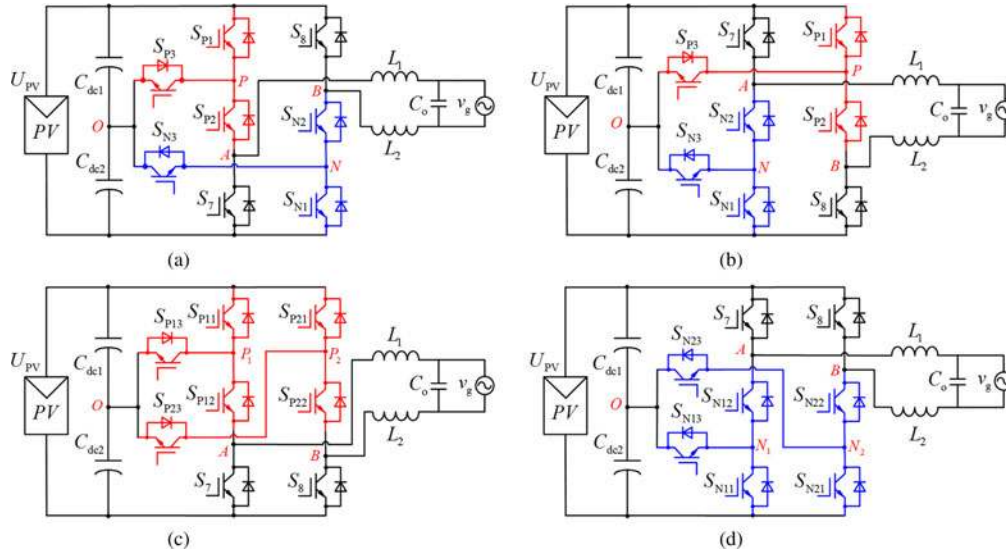 S_P1
S_8
S_P3
U_PV
C_dc1
P
L_1
B
C_o
v_g
PV
O
S_P2
S_N2
S_N3
A
L_2
C_dc2
N
S_7
S_N1
(a)
S_7
S_P1
S_P3
U_PV
C_dc1
P
L_1
A
C_o
v_g
PV
O
S_N2
S_P2
S_N3
L_2
C_dc2
N
B
S_N1
S_8
(b)
S_P11
S_P21
S_P13
U_PV
C_dc1
P_1
P_2
L_1
C_o
v_g
PV
O
S_P12
S_P22
S_P23
L_2
C_dc2
A
B
S_7
S_8
(c)
S_7
S_8
S_N23
U_PV
C_dc1
A
L_1
B
C_o
v_g
PV
O
S_N12
S_N22
S_N13
L_2
C_dc2
N_1
N_2
S_N11
S_N21
(d)